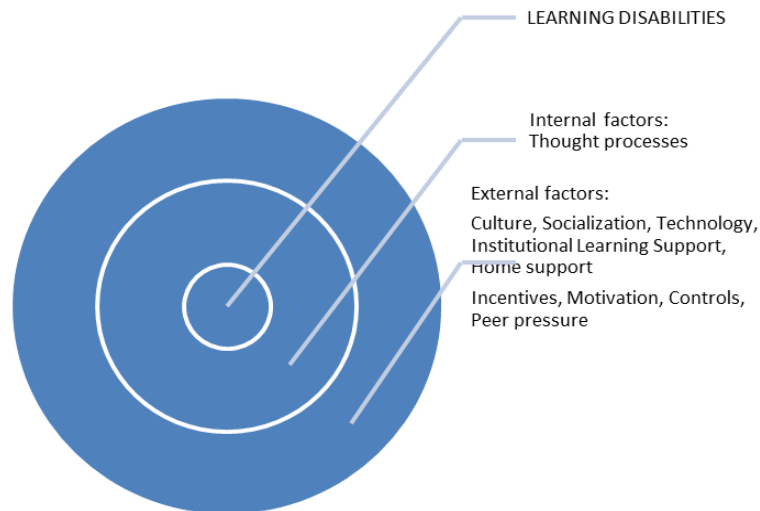 LEARNING DISABILITIES
Internal factors:
Thought processes
External factors:
Culture, Socialization, Technology,
Institutional Learning Support,
Home support
Incentives, Motivation, Controls,
Peer pressure